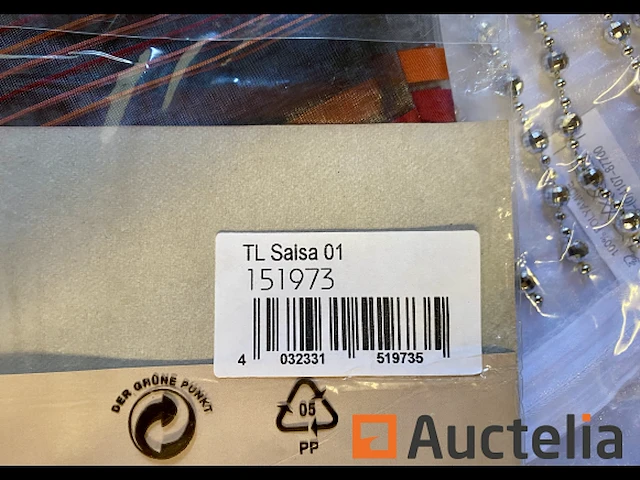 TL Salsa 01
151973
4 032331 519735
DER GRÜNE PUNKT
05
PP
Auctelia